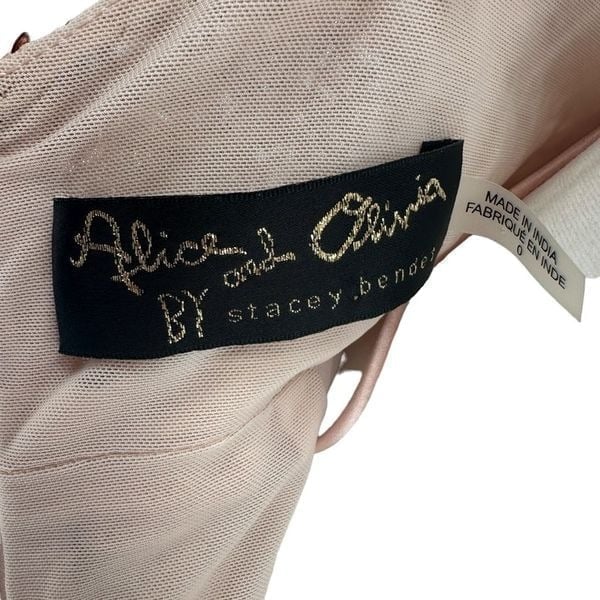 Alice and Olivia
BY stacey bendet
MADE IN INDIA
FABRIQUÉ EN INDE
0